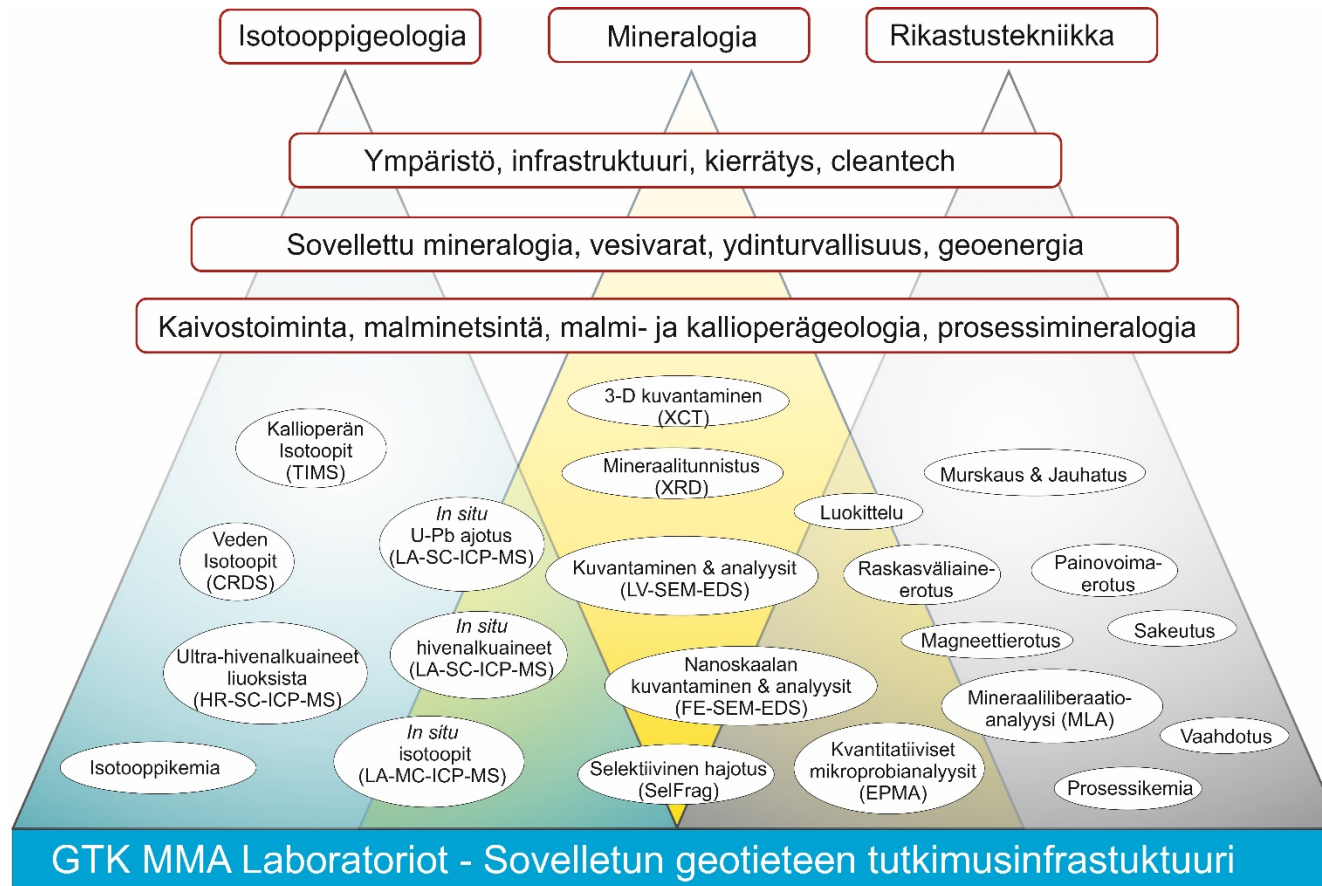 Isotooppigeologia
Mineralogia
Rikastustekniikka
Ympäristö, infrastruktuuri, kierrätys, cleantech
Sovellettu mineralogia, vesivarat, ydinturvallisuus, geoenergia
Kaivostoiminta, malminetsintä, malmi- ja kallioperägeologia, prosessimineralogia
Kallioperän
Isotoopit
(TIMS)
Veden
Isotoopit
(CRDS)
Ultra-hivenalkuaineet
liuoksista
(HR-SC-ICP-MS)
Isotooppikemia
In situ
U-Pb ajotus
(LA-SC-ICP-MS)
In situ
hivenalkuaineet
(LA-SC-ICP-MS)
In situ
isotoopit
(LA-MC-ICP-MS)
3-D kuvantaminen
(XCT)
Mineraalitunnistus
(XRD)
Kuvantaminen & analyysit
(LV-SEM-EDS)
Nanoskaalan
kuvantaminen & analyysit
(FE-SEM-EDS)
Selektiivinen hajotus
(SelFrag)
Luokittelu
Raskasväliaine-
erotus
Magneettierotus
Kvantitatiiviset
mikroprobianalyysit
(EPMA)
Murskaus & Jauhatus
Painovoima-
erotus
Sakeutus
Mineraaliliberaatio-
analyysi (MLA)
Vaahdotus
Prosessikemia
GTK MMA Laboratoriot - Sovelletun geotieteen tutkimusinfrastuktuuri